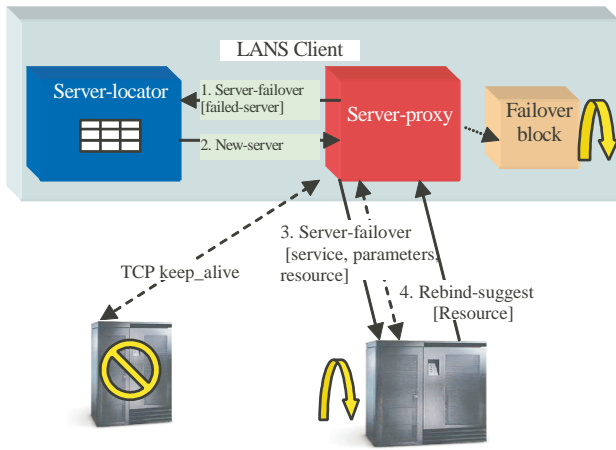 LANS Client
Server-locator
1. Server-failover
[failed-server]
2. New-server
Server-proxy
Failover
block
3. Server-failover
[service, parameters,
resource]
TCP keep_alive
4. Rebind-suggest
[Resource]